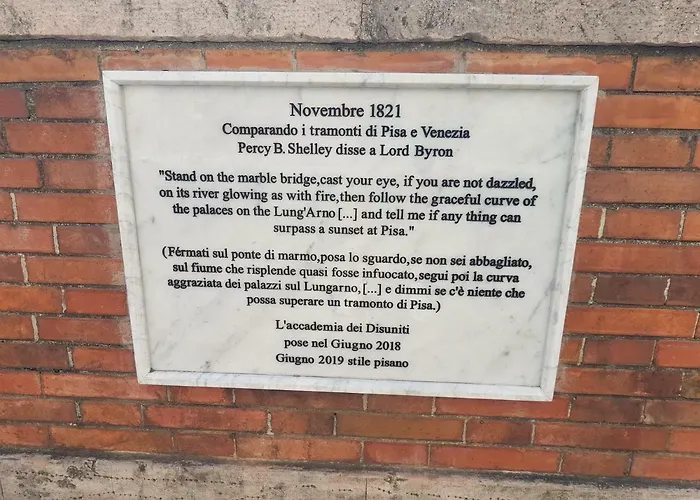 Novembre 1821
Comparando i tramonti di Pisa e Venezia
Percy B. Shelley disse a Lord Byron
"Stand on the marble bridge,cast your eye, if you are not dazzled,
on its river glowing as with fire,then follow the graceful curve of
the palaces on the Lung'Arno [...] and tell me if any thing can
surpass a sunset at Pisa."
(Férmati sul ponte di marmo,posa lo sguardo,se non sei abbagliato,
sul fiume che risplende quasi fosse infuocato,segui poi la curva
aggraziata dei palazzi sul Lungarno,[...] e dimmi se c'è niente che
possa superare un tramonto di Pisa.)
L'accademia dei Disuniti
pose nel Giugno 2018
Giugno 2019 stile pisano